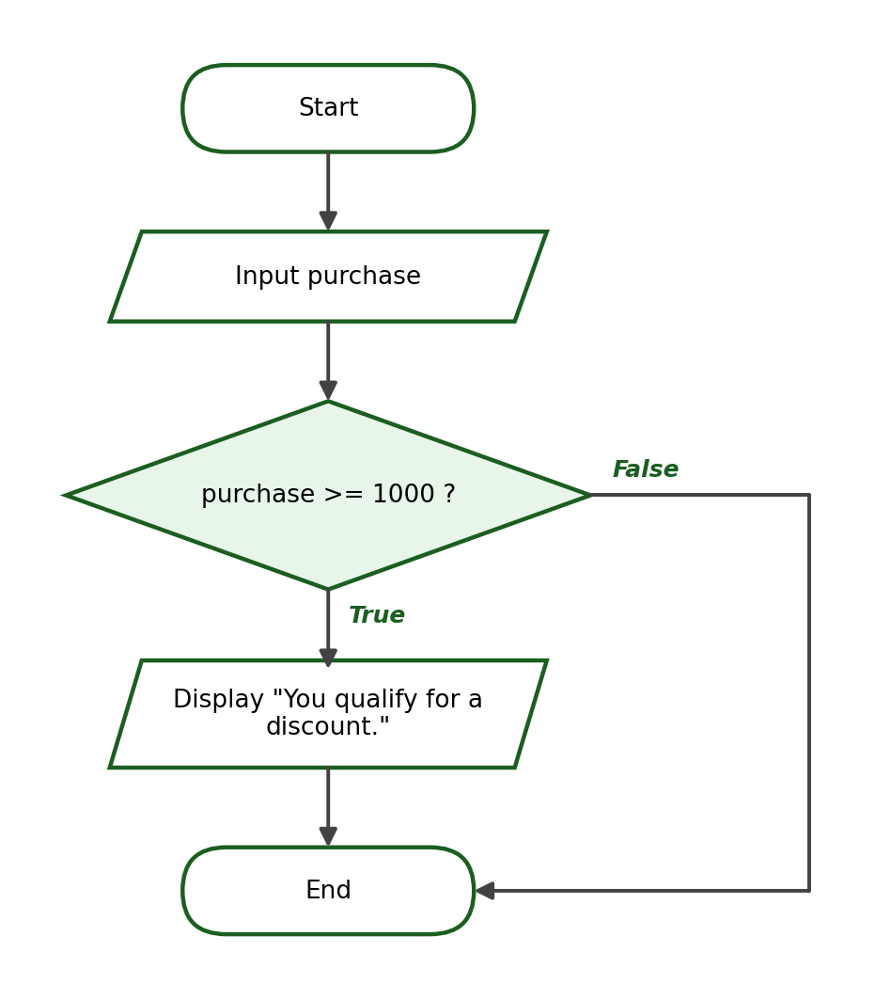 Start
Input purchase
purchase >= 1000 ?
False
True
Display "You qualify for a
discount."
End